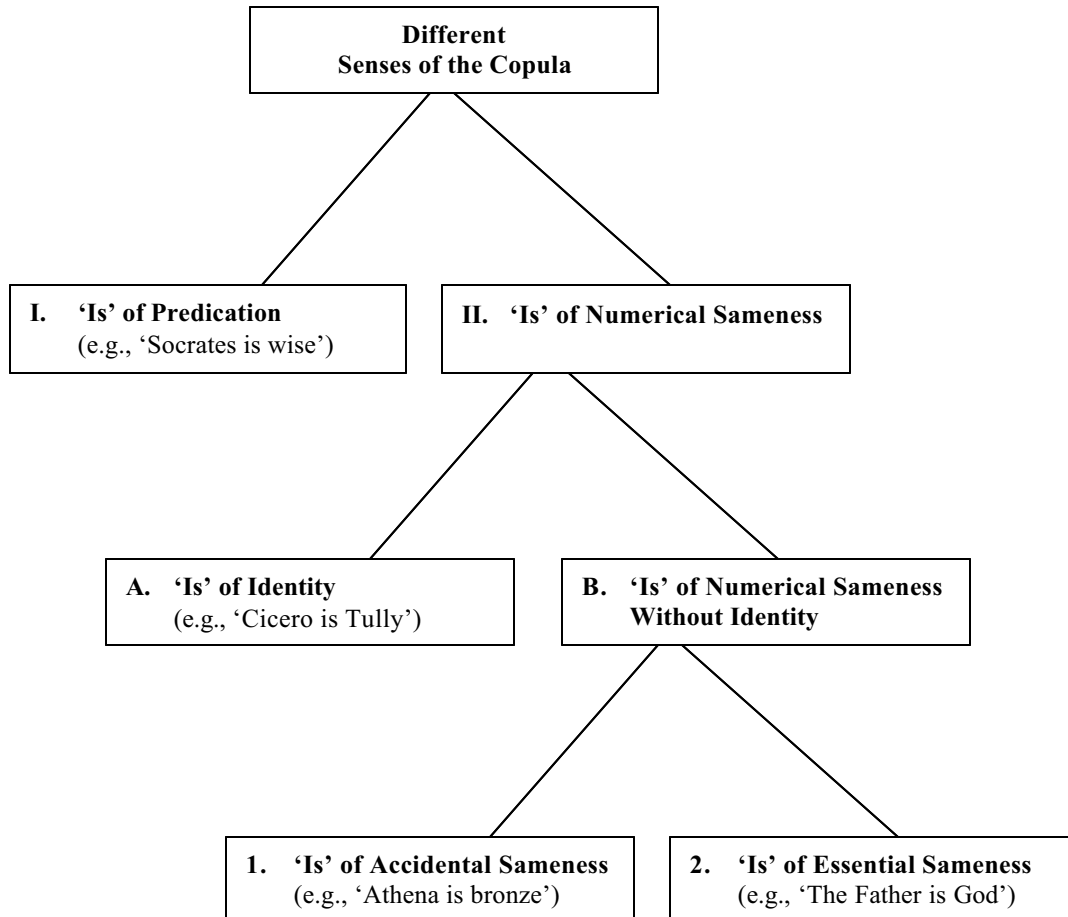 Different
Senses of the Copula
I. ‘Is’ of Predication
(e.g., ‘Socrates is wise’)
II. ‘Is’ of Numerical Sameness
A. ‘Is’ of Identity
(e.g., ‘Cicero is Tully’)
B. ‘Is’ of Numerical Sameness
Without Identity
1. ‘Is’ of Accidental Sameness
(e.g., ‘Athena is bronze’)
2. ‘Is’ of Essential Sameness
(e.g., ‘The Father is God’)